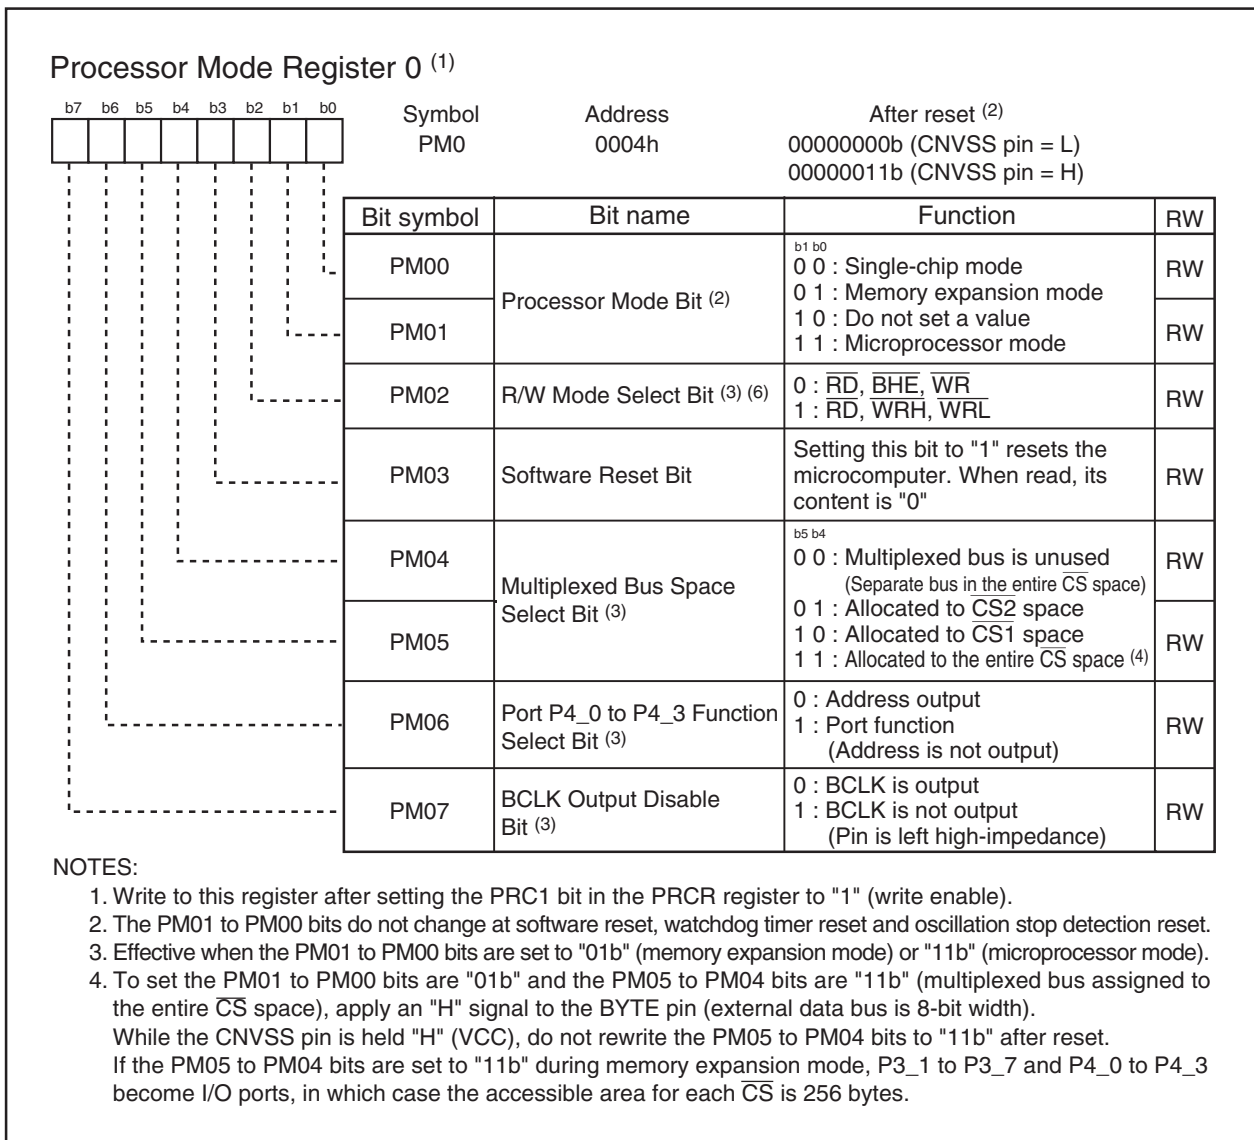 Processor Mode Register 0 (1)
b7 b6 b5 b4 b3 b2 b1 b0
Symbol Address After reset (2)
PM0 0004h 00000000b (CNVSS pin = L)
00000011b (CNVSS pin = H)
Bit symbol Bit name Function RW
b1 b0
PM00 0 0 : Single-chip mode RW
Processor Mode Bit (2) 0 1 : Memory expansion mode
PM01 1 0 : Do not set a value RW
1 1 : Microprocessor mode
PM02 R/W Mode Select Bit (3) (6) 0 : R̅D̅, B̅H̅E̅, W̅R̅ RW
1 : R̅D̅, W̅R̅H̅, W̅R̅L̅
Setting this bit to "1" resets the
PM03 Software Reset Bit microcomputer. When read, its RW
content is "0"
b5 b4
PM04 0 0 : Multiplexed bus is unused RW
(Separate bus in the entire C̅S̅ space)
Multiplexed Bus Space
Select Bit (3) 0 1 : Allocated to C̅S̅2̅ space
PM05 1 0 : Allocated to C̅S̅1̅ space RW
1 1 : Allocated to the entire C̅S̅ space (4)
0 : Address output
PM06 Port P4_0 to P4_3 Function 1 : Port function RW
Select Bit (3) (Address is not output)
0 : BCLK is output
PM07 BCLK Output Disable 1 : BCLK is not output RW
Bit (3) (Pin is left high-impedance)
NOTES:
1. Write to this register after setting the PRC1 bit in the PRCR register to "1" (write enable).
2. The PM01 to PM00 bits do not change at software reset, watchdog timer reset and oscillation stop detection reset.
3. Effective when the PM01 to PM00 bits are set to "01b" (memory expansion mode) or "11b" (microprocessor mode).
4. To set the PM01 to PM00 bits are "01b" and the PM05 to PM04 bits are "11b" (multiplexed bus assigned to
the entire C̅S̅ space), apply an "H" signal to the BYTE pin (external data bus is 8-bit width).
While the CNVSS pin is held "H" (VCC), do not rewrite the PM05 to PM04 bits to "11b" after reset.
If the PM05 to PM04 bits are set to "11b" during memory expansion mode, P3_1 to P3_7 and P4_0 to P4_3
become I/O ports, in which case the accessible area for each C̅S̅ is 256 bytes.